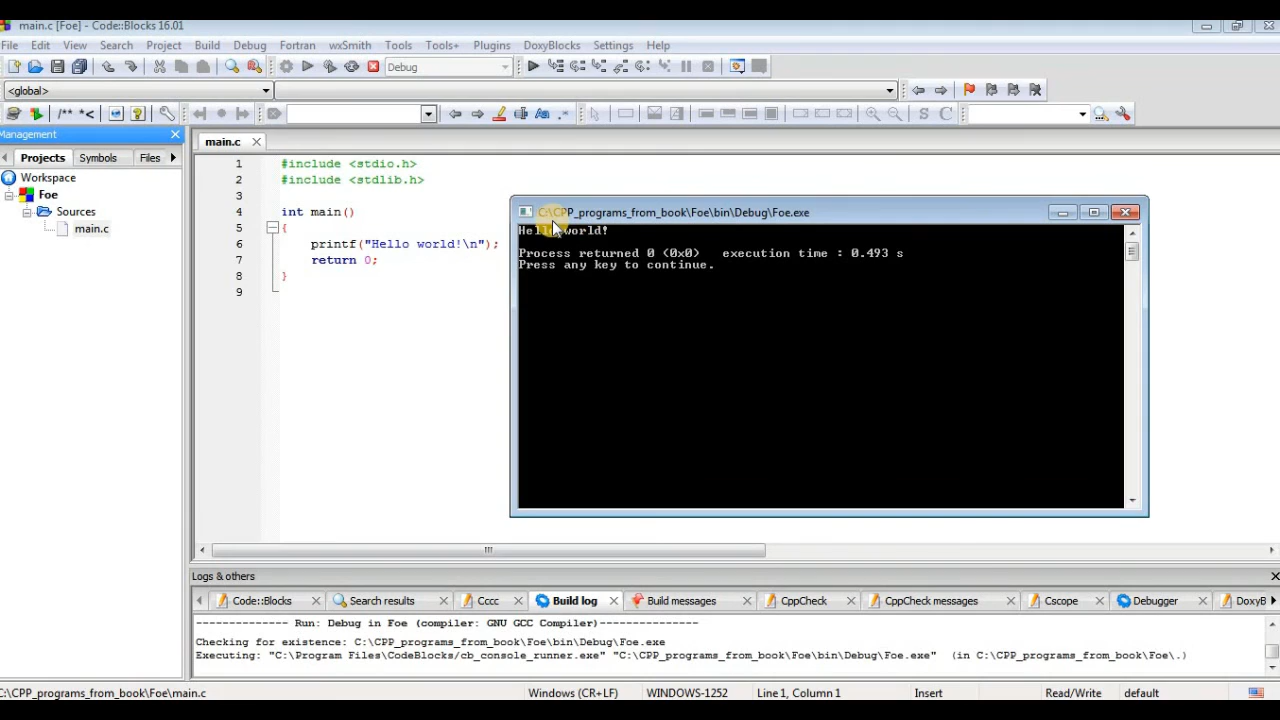 main.c [Foe] - Code::Blocks 16.01
File Edit View Search Project Build Debug Fortran wxSmith Tools Tools+ Plugins DoxyBlocks Settings Help
Debug
<global>
/** *<
Aa .*
S C
Management
main.c
Projects Symbols Files
Workspace
Foe
Sources
main.c
1 #include <stdio.h>
2 #include <stdlib.h>
3
4 int main()
5 {
6 printf("Hello world!\n");
7 return 0;
8 }
9
C:\CPP_programs_from_book\Foe\bin\Debug\Foe.exe
Hello world!
Process returned 0 (0x0) execution time : 0.493 s
Press any key to continue.
Logs & others
Code::Blocks Search results Cccc Build log Build messages CppCheck CppCheck messages Cscope Debugger DoxyB
-------------- Run: Debug in Foe (compiler: GNU GCC Compiler)---------------
Checking for existence: C:\CPP_programs_from_book\Foe\bin\Debug\Foe.exe
Executing: "C:\Program Files\CodeBlocks/cb_console_runner.exe" "C:\CPP_programs_from_book\Foe\bin\Debug\Foe.exe" (in C:\CPP_programs_from_book\Foe\.)
C:\CPP_programs_from_book\Foe\main.c Windows (CR+LF) WINDOWS-1252 Line 1, Column 1 Insert Read/Write default